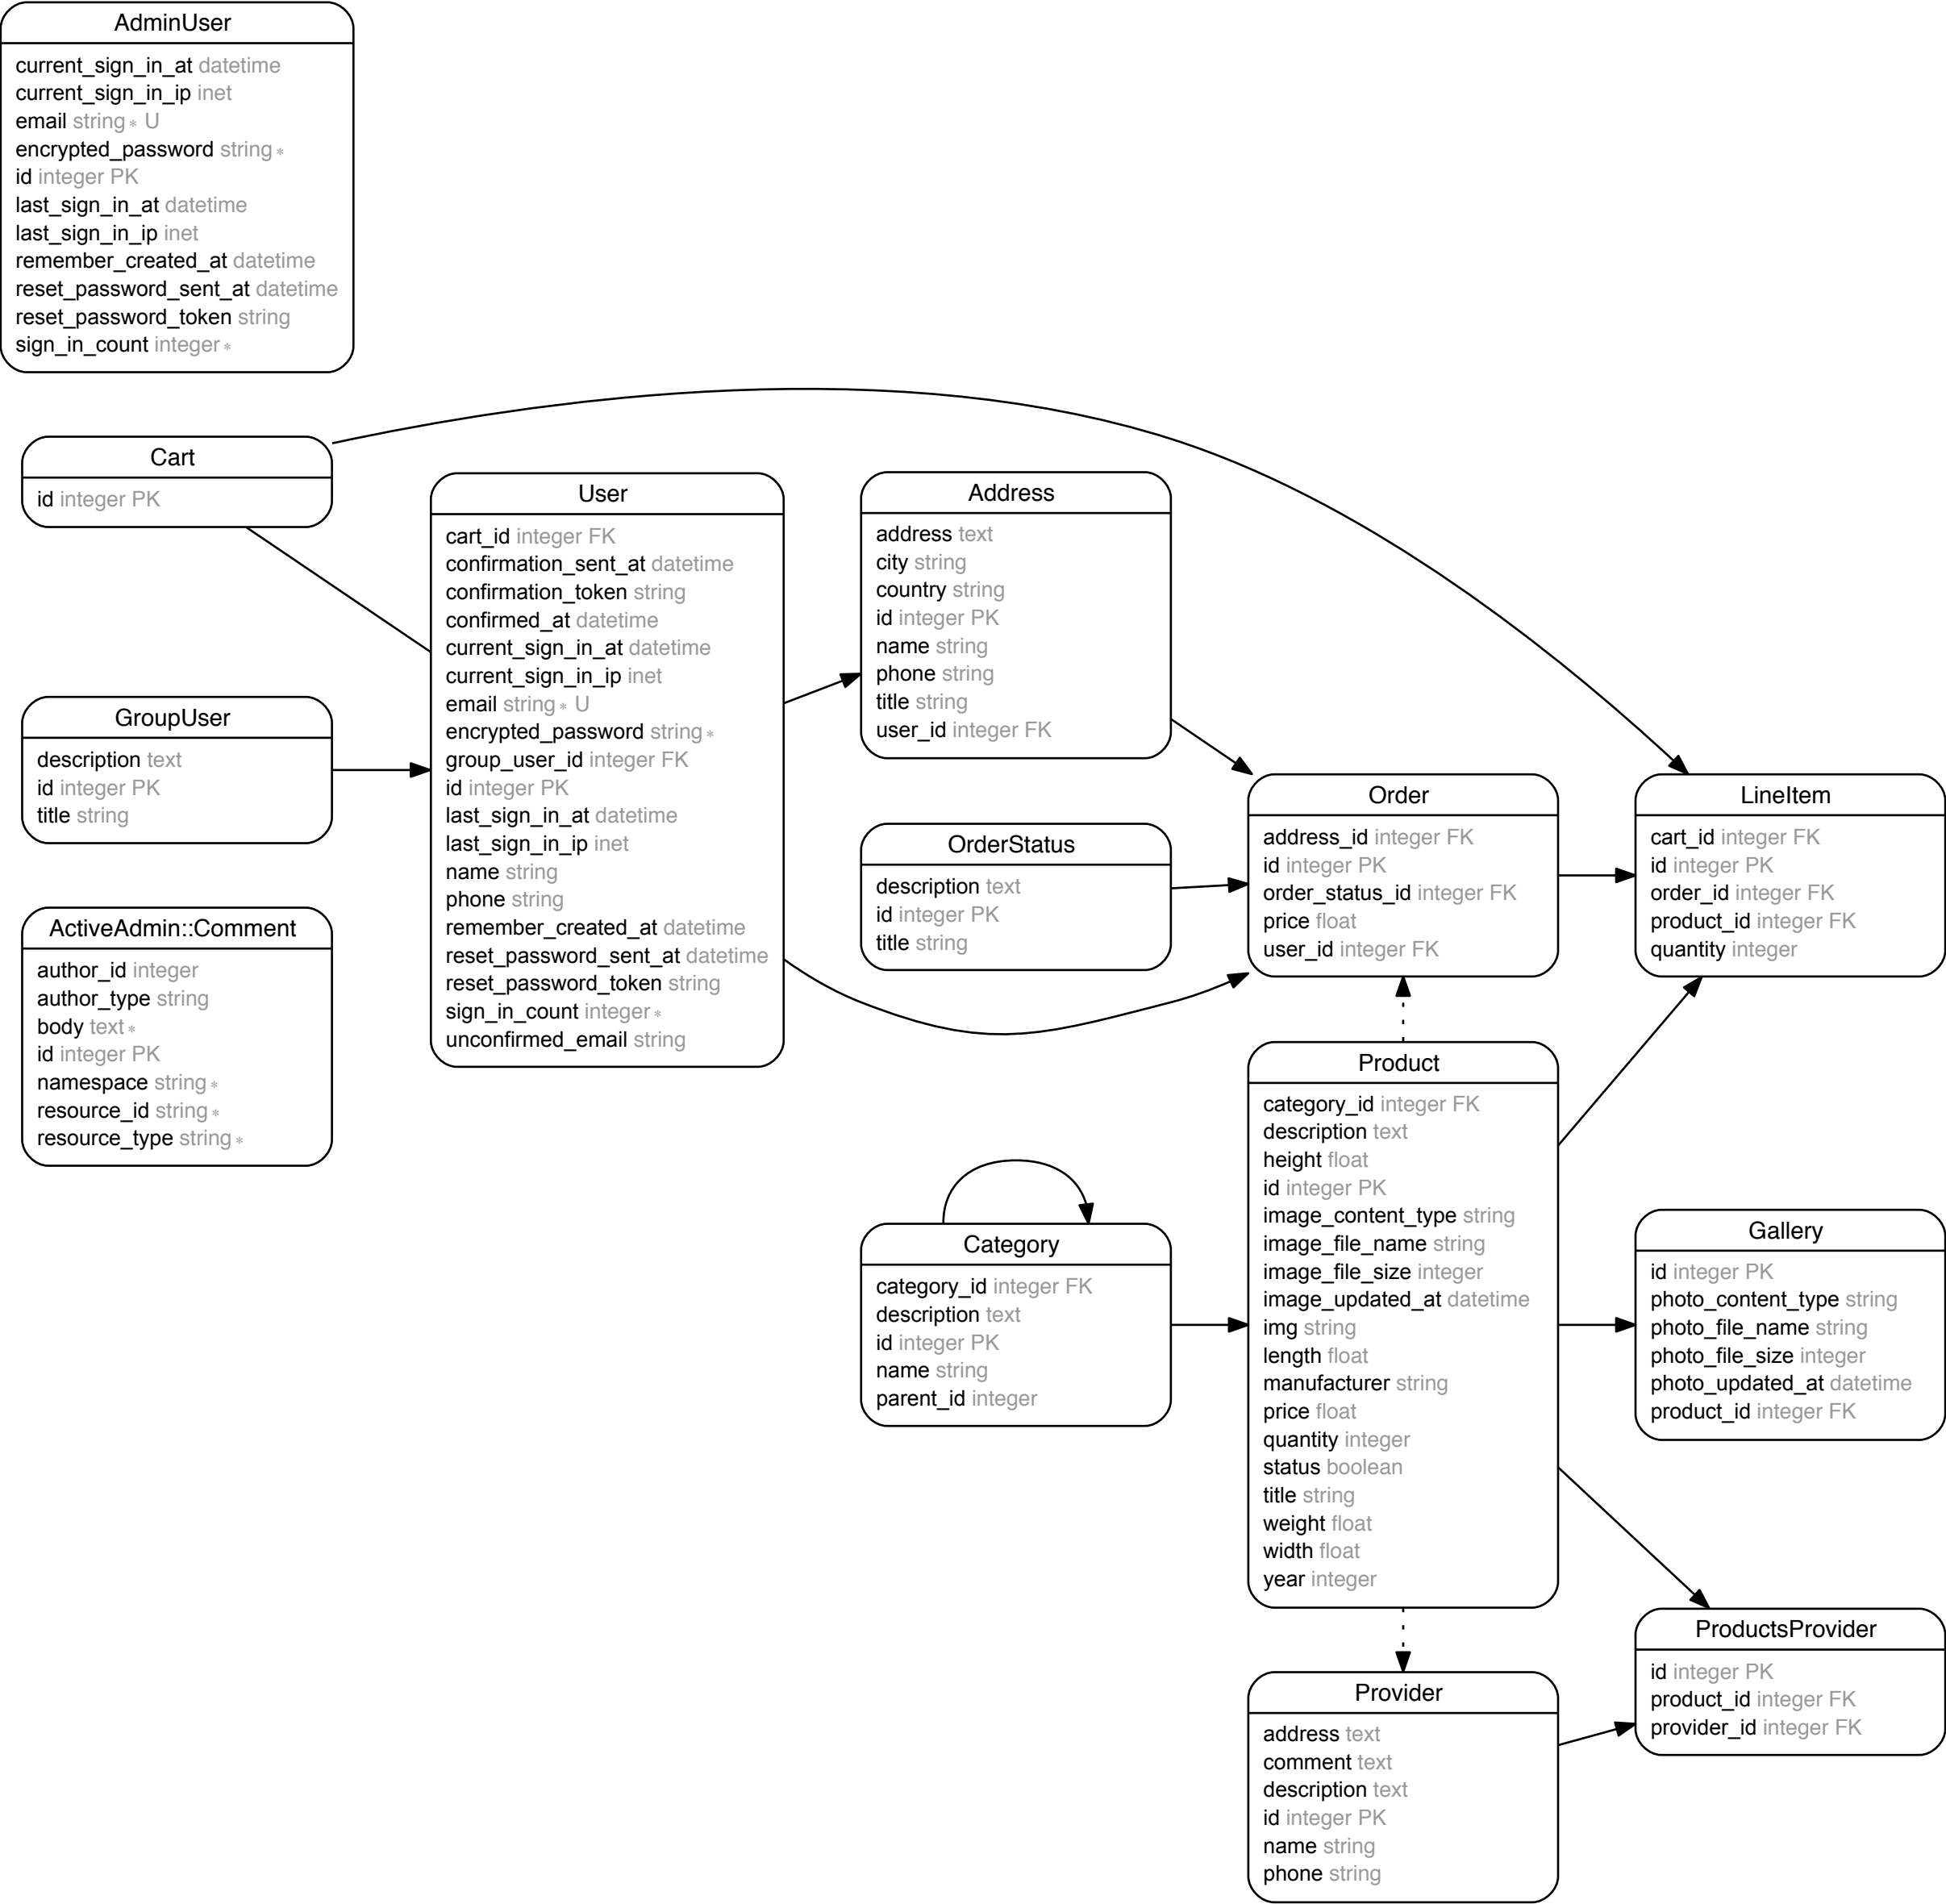 AdminUser
current_sign_in_at datetime
current_sign_in_ip inet
email string∗ U
encrypted_password string∗
id integer PK
last_sign_in_at datetime
last_sign_in_ip inet
remember_created_at datetime
reset_password_sent_at datetime
reset_password_token string
sign_in_count integer∗
Cart
id integer PK
GroupUser
description text
id integer PK
title string
ActiveAdmin::Comment
author_id integer
author_type string
body text∗
id integer PK
namespace string∗
resource_id string∗
resource_type string∗
User
cart_id integer FK
confirmation_sent_at datetime
confirmation_token string
confirmed_at datetime
current_sign_in_at datetime
current_sign_in_ip inet
email string∗ U
encrypted_password string∗
group_user_id integer FK
id integer PK
last_sign_in_at datetime
last_sign_in_ip inet
name string
phone string
remember_created_at datetime
reset_password_sent_at datetime
reset_password_token string
sign_in_count integer∗
unconfirmed_email string
Address
address text
city string
country string
id integer PK
name string
phone string
title string
user_id integer FK
OrderStatus
description text
id integer PK
title string
Category
category_id integer FK
description text
id integer PK
name string
parent_id integer
Order
address_id integer FK
id integer PK
order_status_id integer FK
price float
user_id integer FK
Product
category_id integer FK
description text
height float
id integer PK
image_content_type string
image_file_name string
image_file_size integer
image_updated_at datetime
img string
length float
manufacturer string
price float
quantity integer
status boolean
title string
weight float
width float
year integer
Provider
address text
comment text
description text
id integer PK
name string
phone string
LineItem
cart_id integer FK
id integer PK
order_id integer FK
product_id integer FK
quantity integer
Gallery
id integer PK
photo_content_type string
photo_file_name string
photo_file_size integer
photo_updated_at datetime
product_id integer FK
ProductsProvider
id integer PK
product_id integer FK
provider_id integer FK